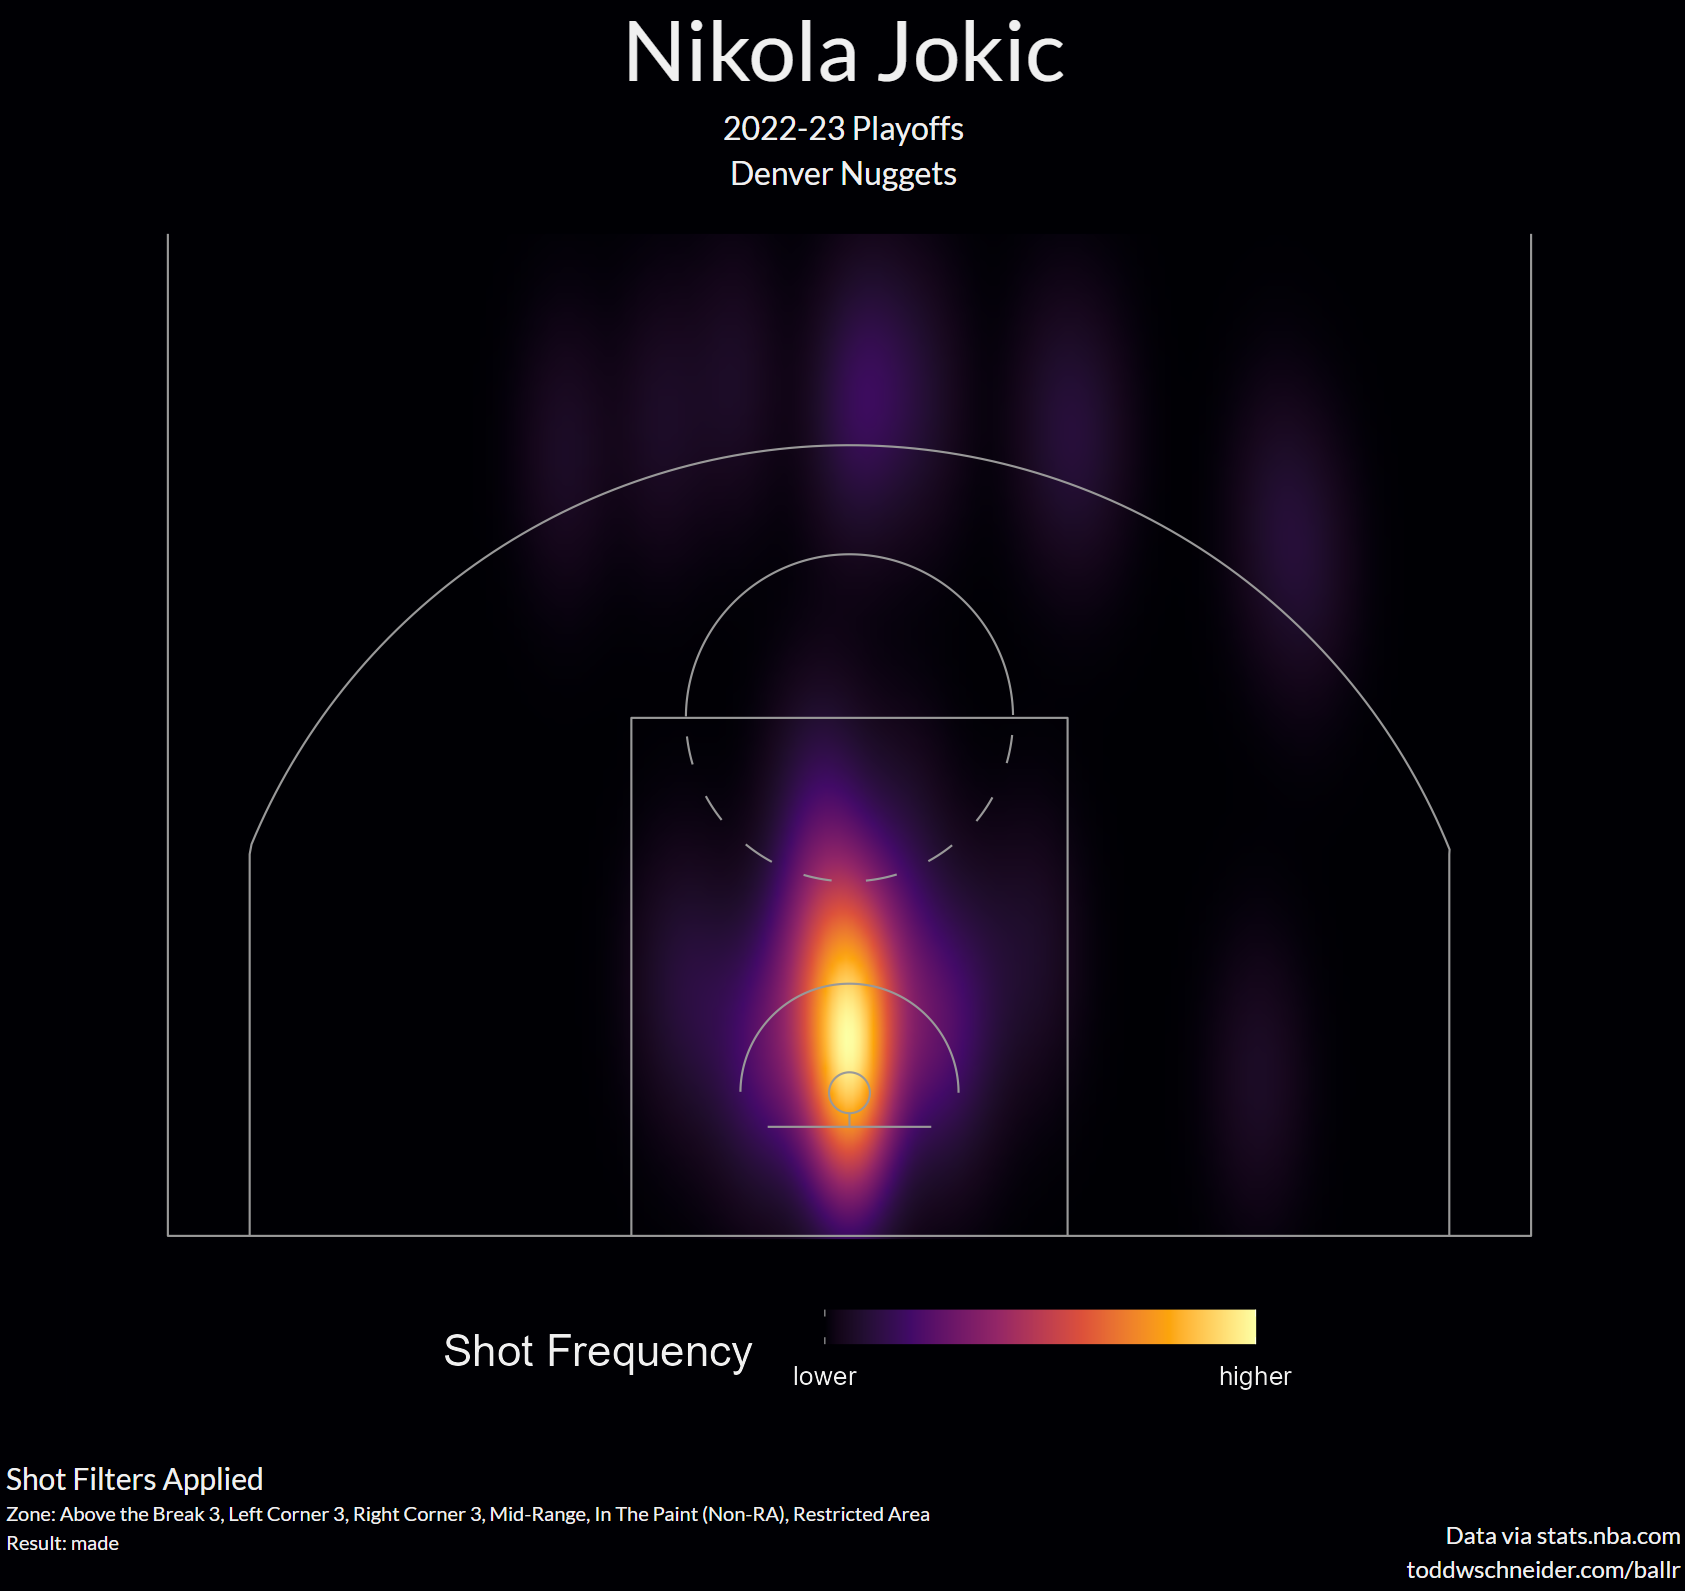 Nikola Jokic
2022-23 Playoffs
Denver Nuggets
Shot Frequency
lower higher
Shot Filters Applied
Zone: Above the Break 3, Left Corner 3, Right Corner 3, Mid-Range, In The Paint (Non-RA), Restricted Area
Result: made
Data via stats.nba.com
toddwschneider.com/ballr